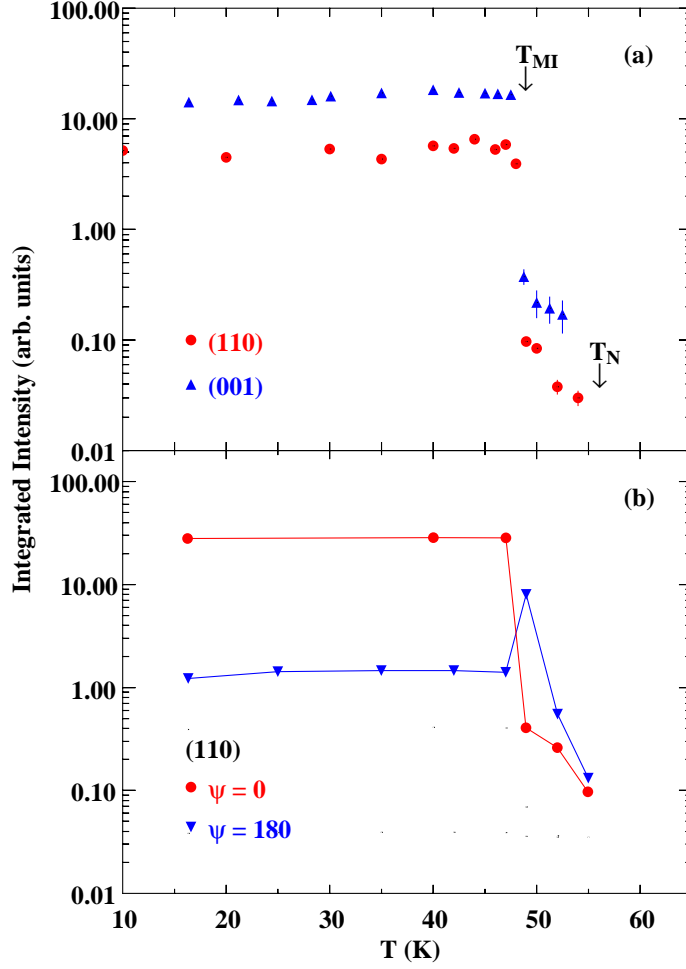 100.00
T_MI
(a)
10.00
1.00
0.10
(110)
(001)
T_N
0.01
Integrated Intensity (arb. units)
100.00
(b)
10.00
1.00
(110)
ψ = 0
0.10
ψ = 180
0.01
10 20 30 40 50 60
T (K)